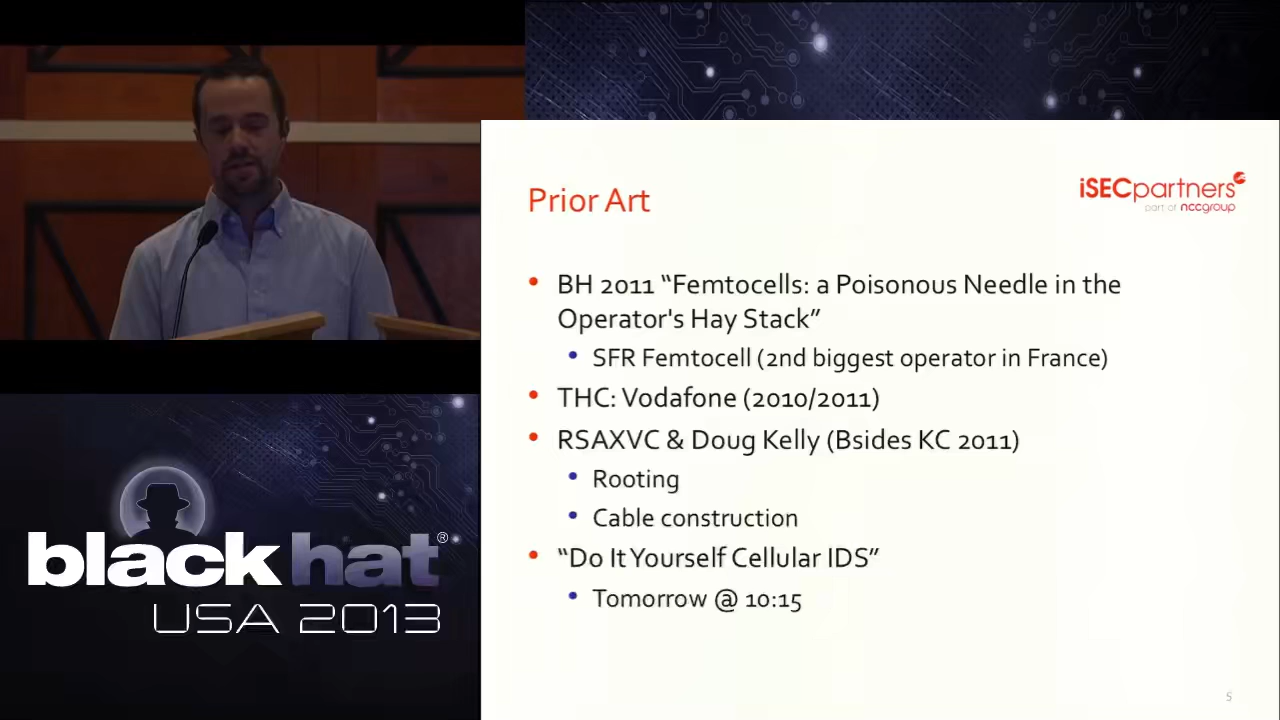 Prior Art
iSECpartners
part of nccgroup
• BH 2011 “Femtocells: a Poisonous Needle in the
Operator's Hay Stack”
• SFR Femtocell (2nd biggest operator in France)
• THC: Vodafone (2010/2011)
• RSAXVC & Doug Kelly (Bsides KC 2011)
• Rooting
• Cable construction
• “Do It Yourself Cellular IDS”
• Tomorrow @ 10:15
5
blackhat®
USA 2013